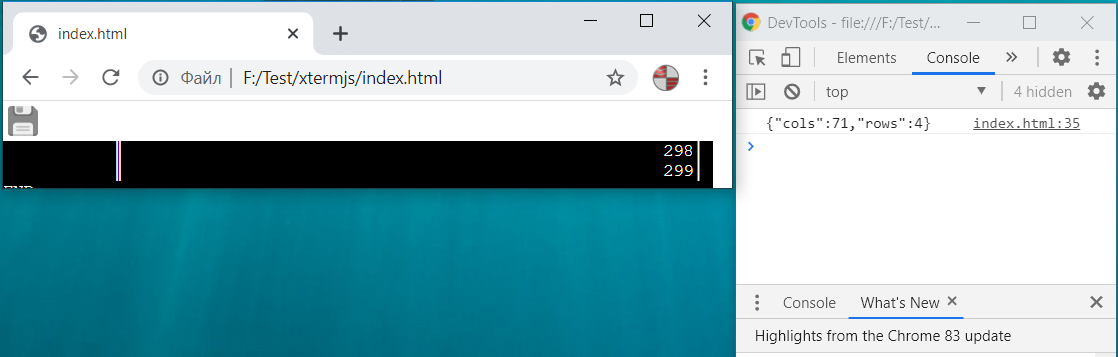 index.html
Файл
F:/Test/xtermjs/index.html
298
299
DevTools - file:///F:/Test/...
Elements
Console
top
4 hidden
{"cols":71,"rows":4}
index.html:35
Console
What's New
Highlights from the Chrome 83 update